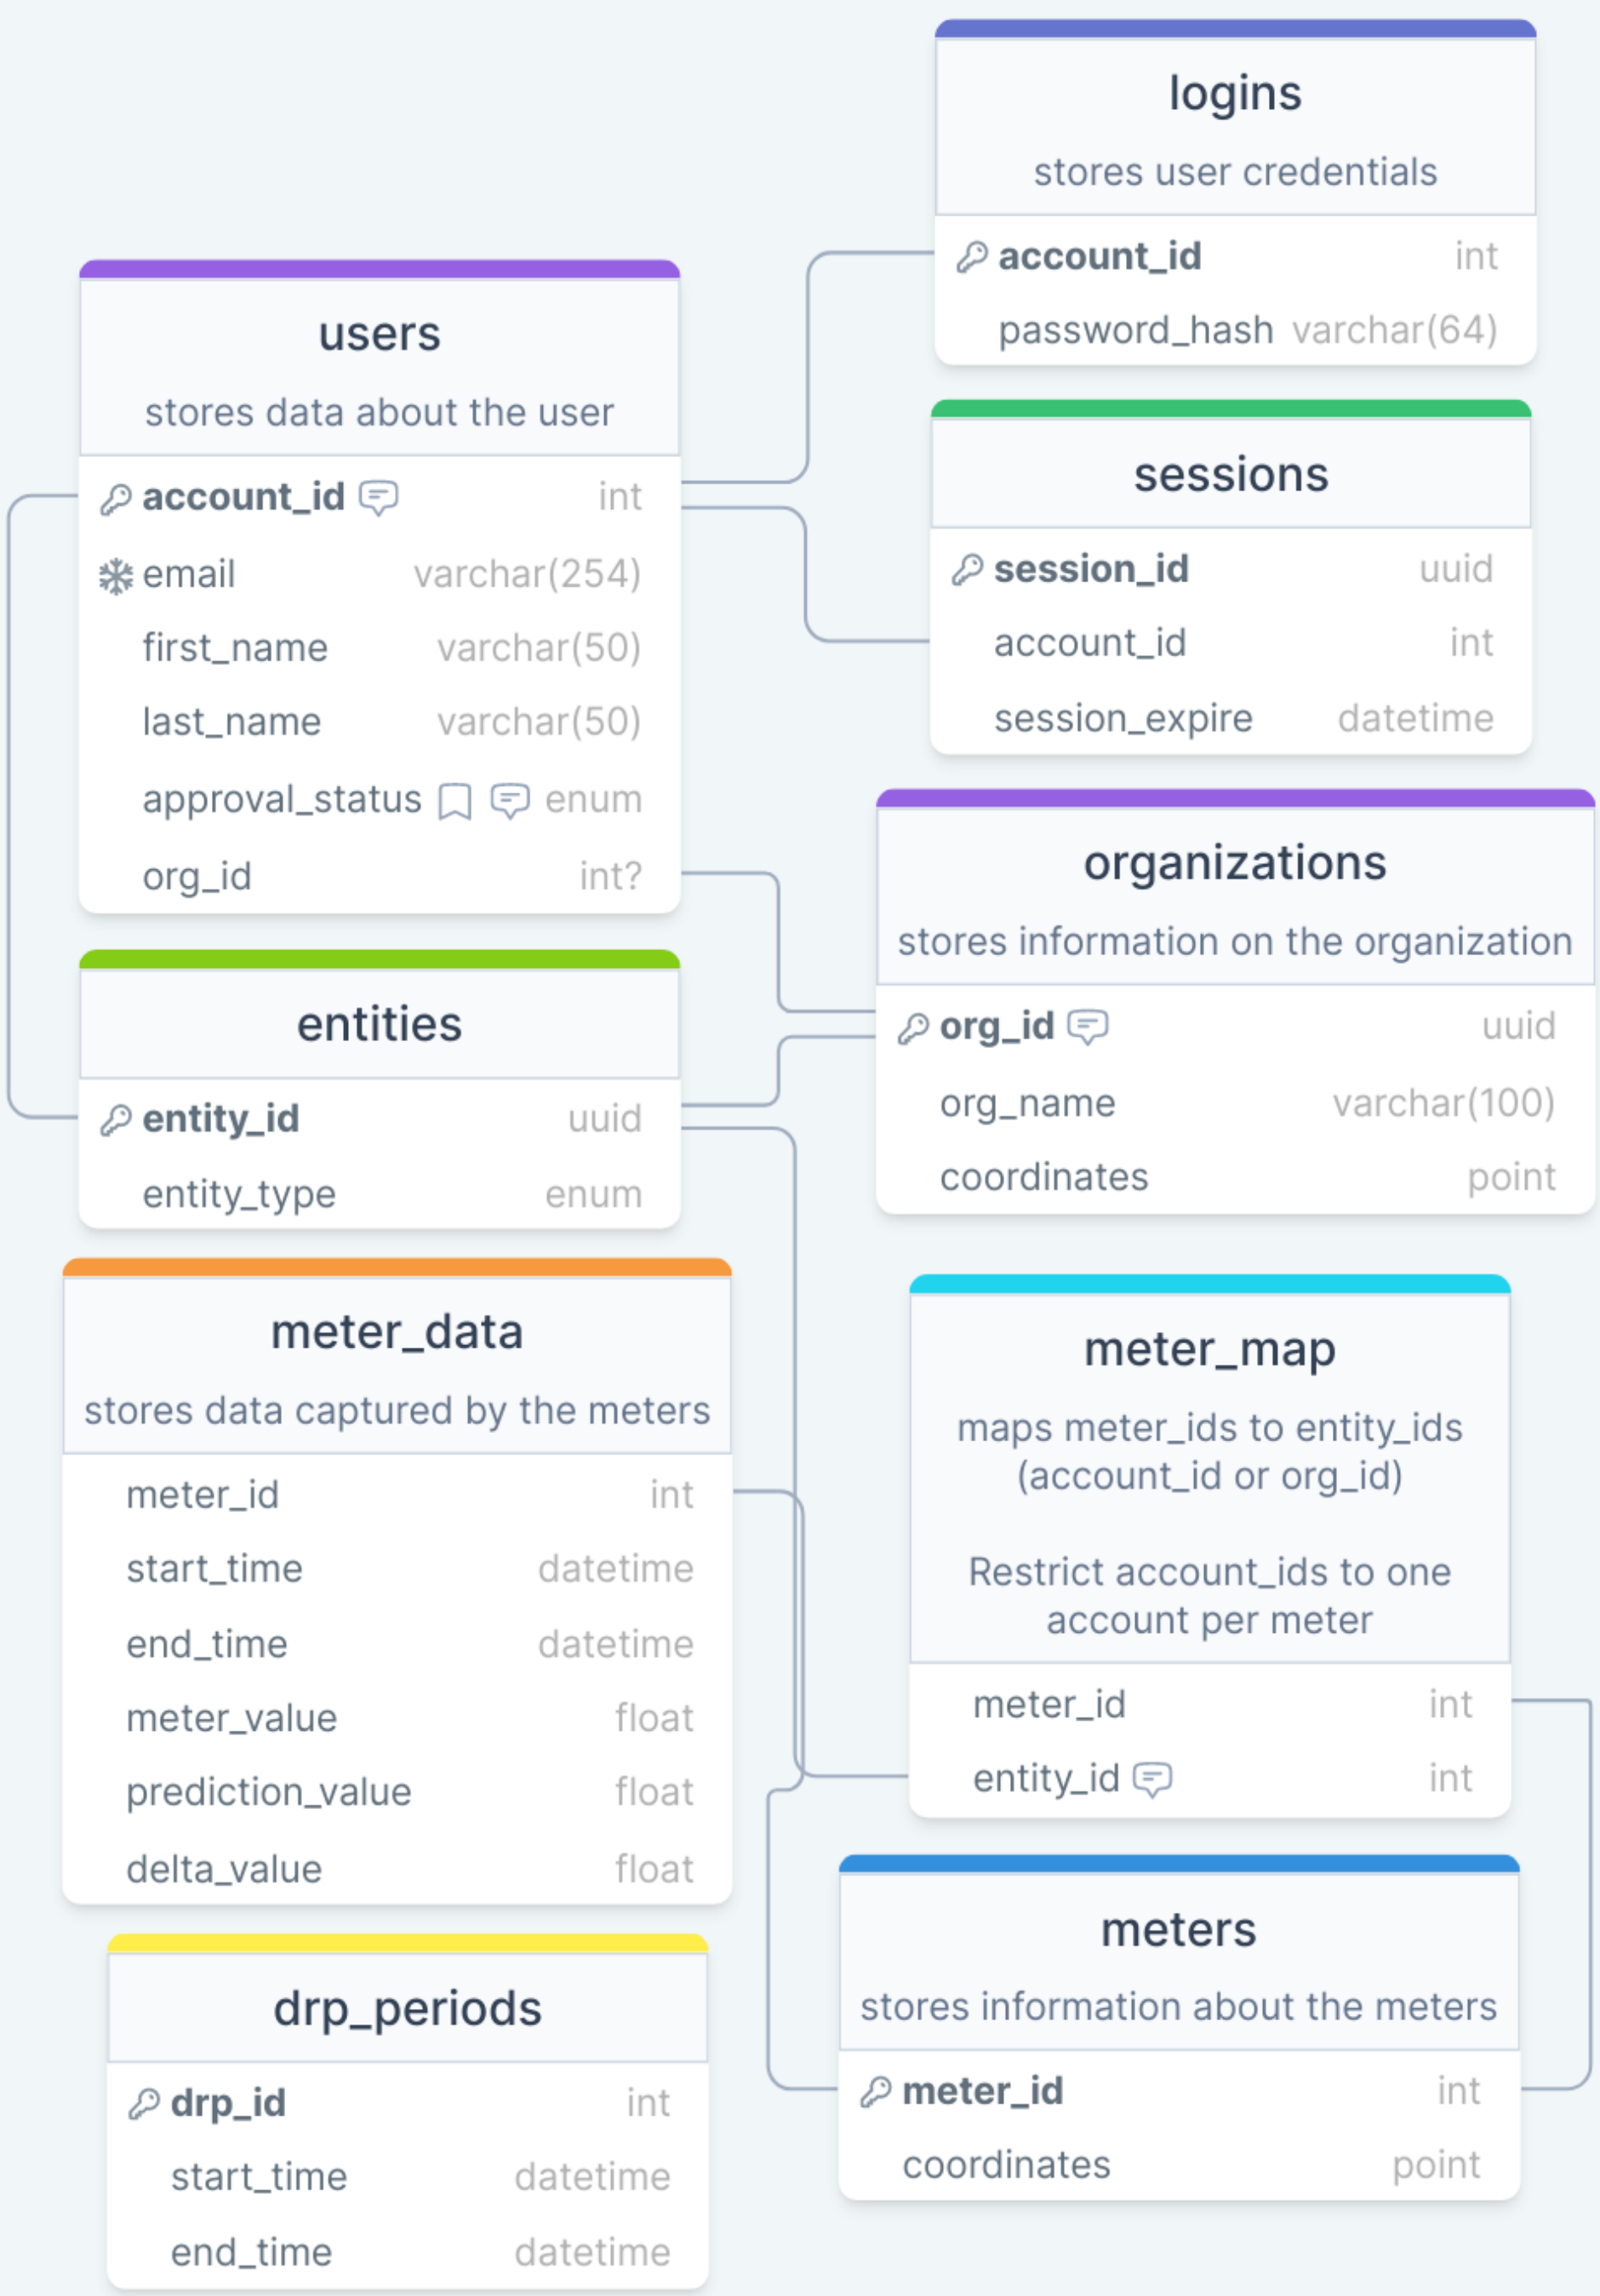 logins
stores user credentials
account_id int
password_hash varchar(64)
users
stores data about the user
account_id int
email varchar(254)
first_name varchar(50)
last_name varchar(50)
approval_status enum
org_id int?
sessions
session_id uuid
account_id int
session_expire datetime
organizations
stores information on the organization
org_id uuid
org_name varchar(100)
coordinates point
entities
entity_id uuid
entity_type enum
meter_data
stores data captured by the meters
meter_id int
start_time datetime
end_time datetime
meter_value float
prediction_value float
delta_value float
meter_map
maps meter_ids to entity_ids
(account_id or org_id)
Restrict account_ids to one
account per meter
meter_id int
entity_id int
meters
stores information about the meters
meter_id int
coordinates point
drp_periods
drp_id int
start_time datetime
end_time datetime